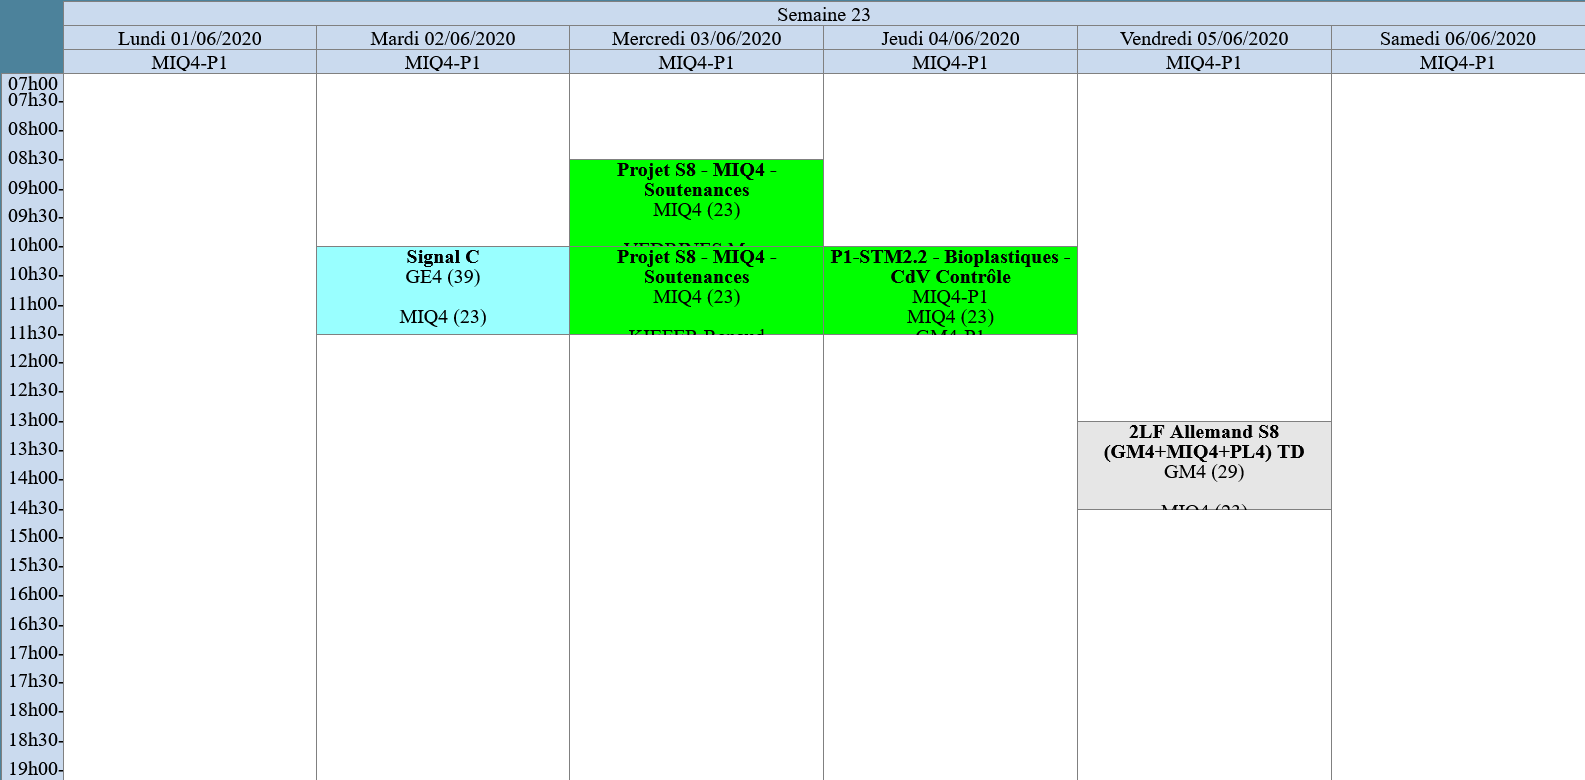 Semaine 23
Lundi 01/06/2020
Mardi 02/06/2020
Mercredi 03/06/2020
Jeudi 04/06/2020
Vendredi 05/06/2020
Samedi 06/06/2020
MIQ4-P1
MIQ4-P1
MIQ4-P1
MIQ4-P1
MIQ4-P1
MIQ4-P1
07h00
07h30
08h00
08h30
09h00
09h30
10h00
10h30
11h00
11h30
12h00
12h30
13h00
13h30
14h00
14h30
15h00
15h30
16h00
16h30
17h00
17h30
18h00
18h30
19h00
Signal C
GE4 (39)
MIQ4 (23)
Projet S8 - MIQ4 -
Soutenances
MIQ4 (23)
Projet S8 - MIQ4 -
Soutenances
MIQ4 (23)
P1-STM2.2 - Bioplastiques -
CdV Contrôle
MIQ4-P1
MIQ4 (23)
GM4-P1
2LF Allemand S8
(GM4+MIQ4+PL4) TD
GM4 (29)
MIQ4 (23)